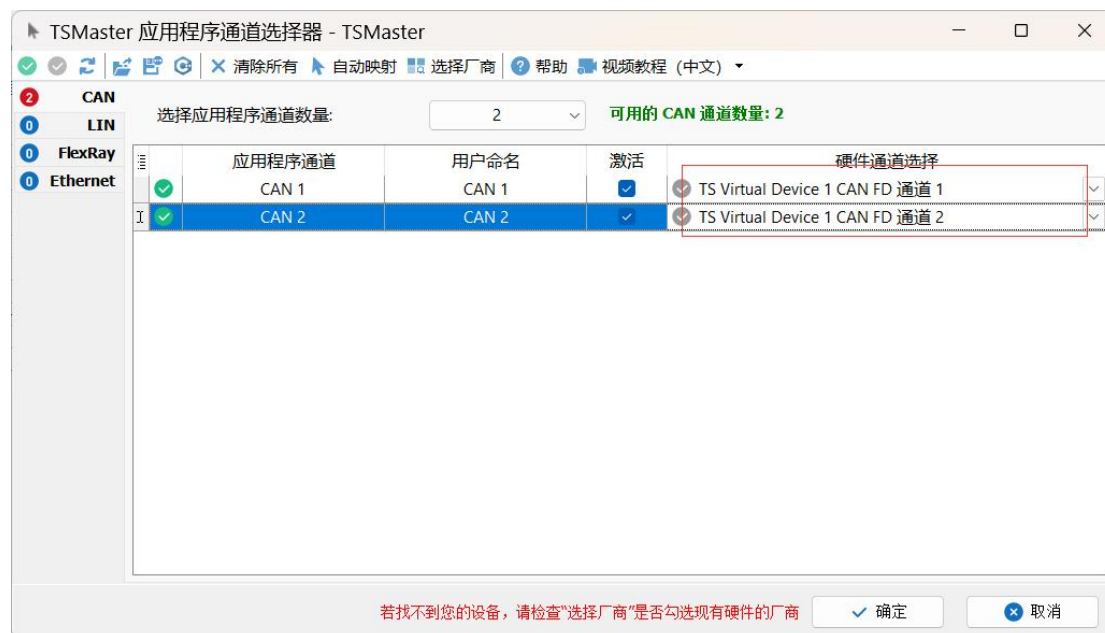 TSMaster 应用程序通道选择器 - TSMaster
清除所有 自动映射 选择厂商 帮助 视频教程 (中文)
2 CAN
0 LIN
0 FlexRay
0 Ethernet
选择应用程序通道数量: 2 可用的 CAN 通道数量: 2
应用程序通道 用户命名 激活 硬件通道选择
CAN 1 CAN 1 TS Virtual Device 1 CAN FD 通道 1
CAN 2 CAN 2 TS Virtual Device 1 CAN FD 通道 2
若找不到您的设备，请检查“选择厂商”是否勾选现有硬件的厂商 确定 取消